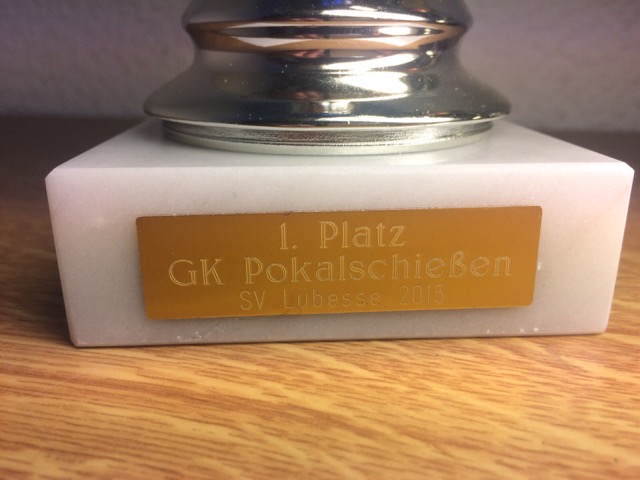 1. Platz
GK Pokalschießen
SV Lübesse 2015